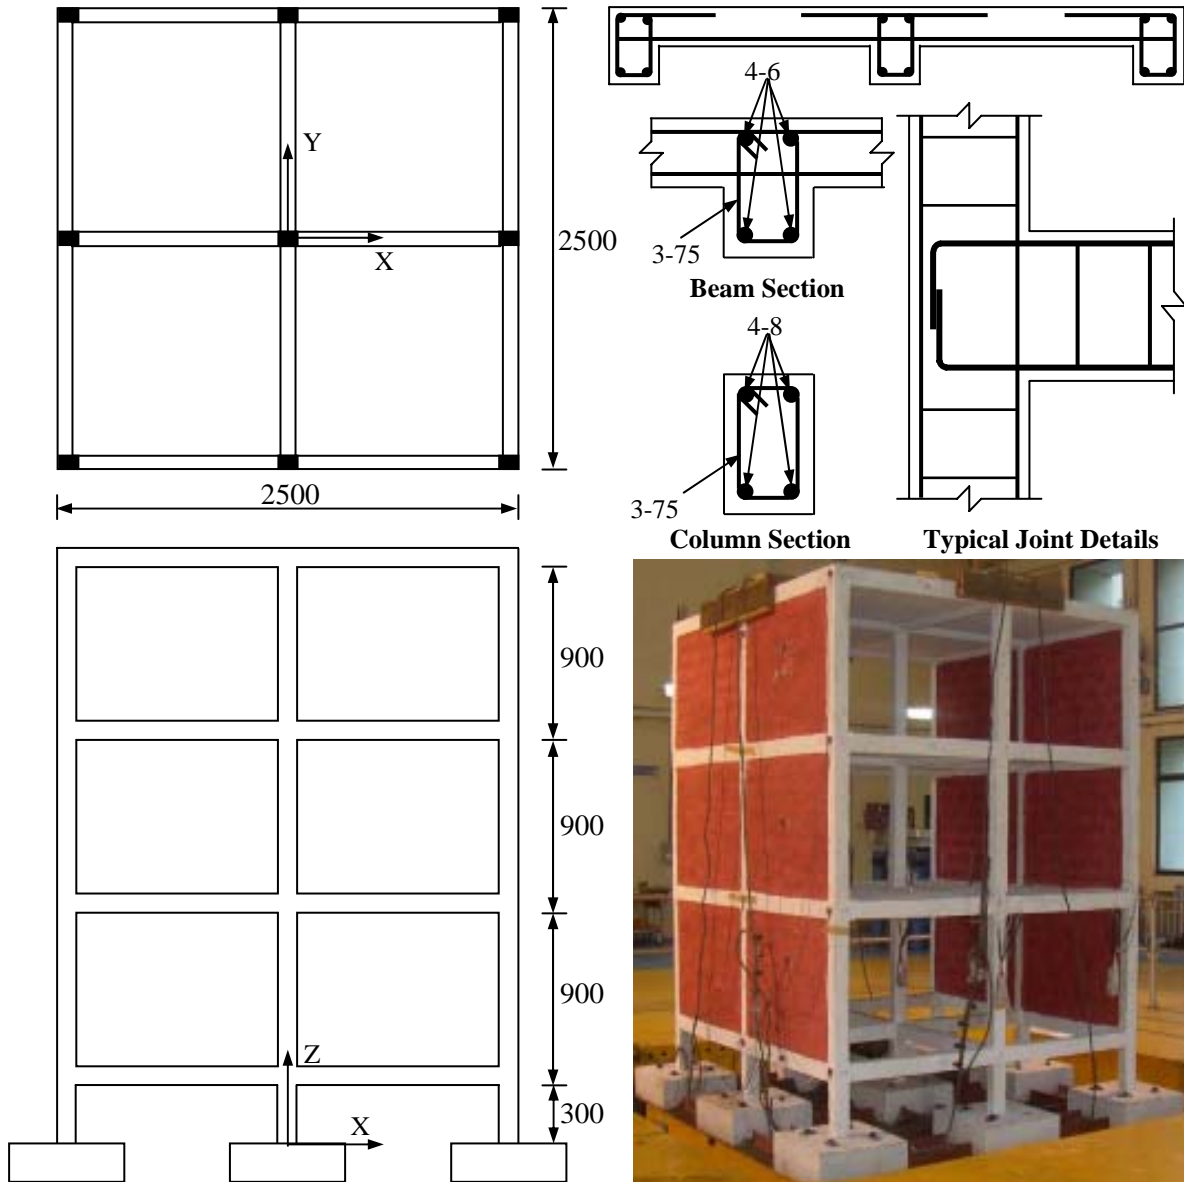 Y
X
2500
2500
4-6
3-75
Beam Section
4-8
3-75
Column Section
Typical Joint Details
900
900
900
Z
X
300